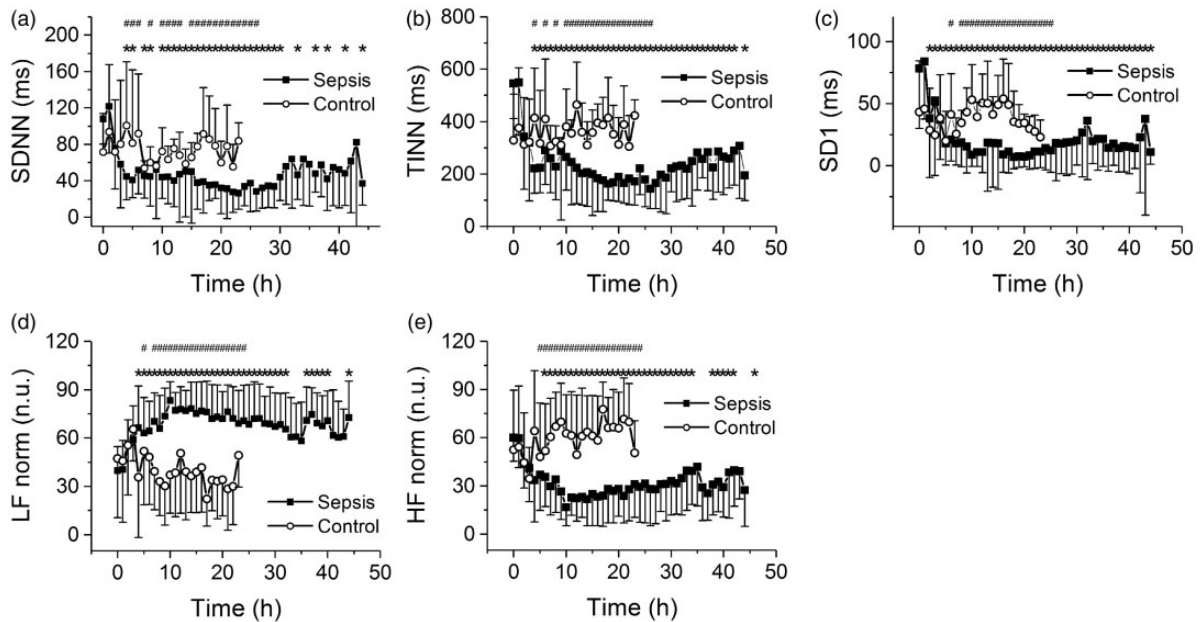 (a)
### # #### #############
** ** ********************* * * * * *
SDNN (ms)
200
160
120
80
40
0
Sepsis
Control
0 10 20 30 40
Time (h)
(b)
# # # #################
*************************************** *
TINN (ms)
800
600
400
200
0
Sepsis
Control
0 10 20 30 40 50
Time (h)
(c)
# ##################
*******************************************
SD1 (ms)
100
50
0
Sepsis
Control
0 10 20 30 40 50
Time (h)
(d)
# ##################
***************************** ***** *
LF norm (n.u.)
120
90
60
30
0
Sepsis
Control
0 10 20 30 40 50
Time (h)
(e)
####################
***************************** ***** *
HF norm (n.u.)
120
90
60
30
0
Sepsis
Control
0 10 20 30 40 50
Time (h)